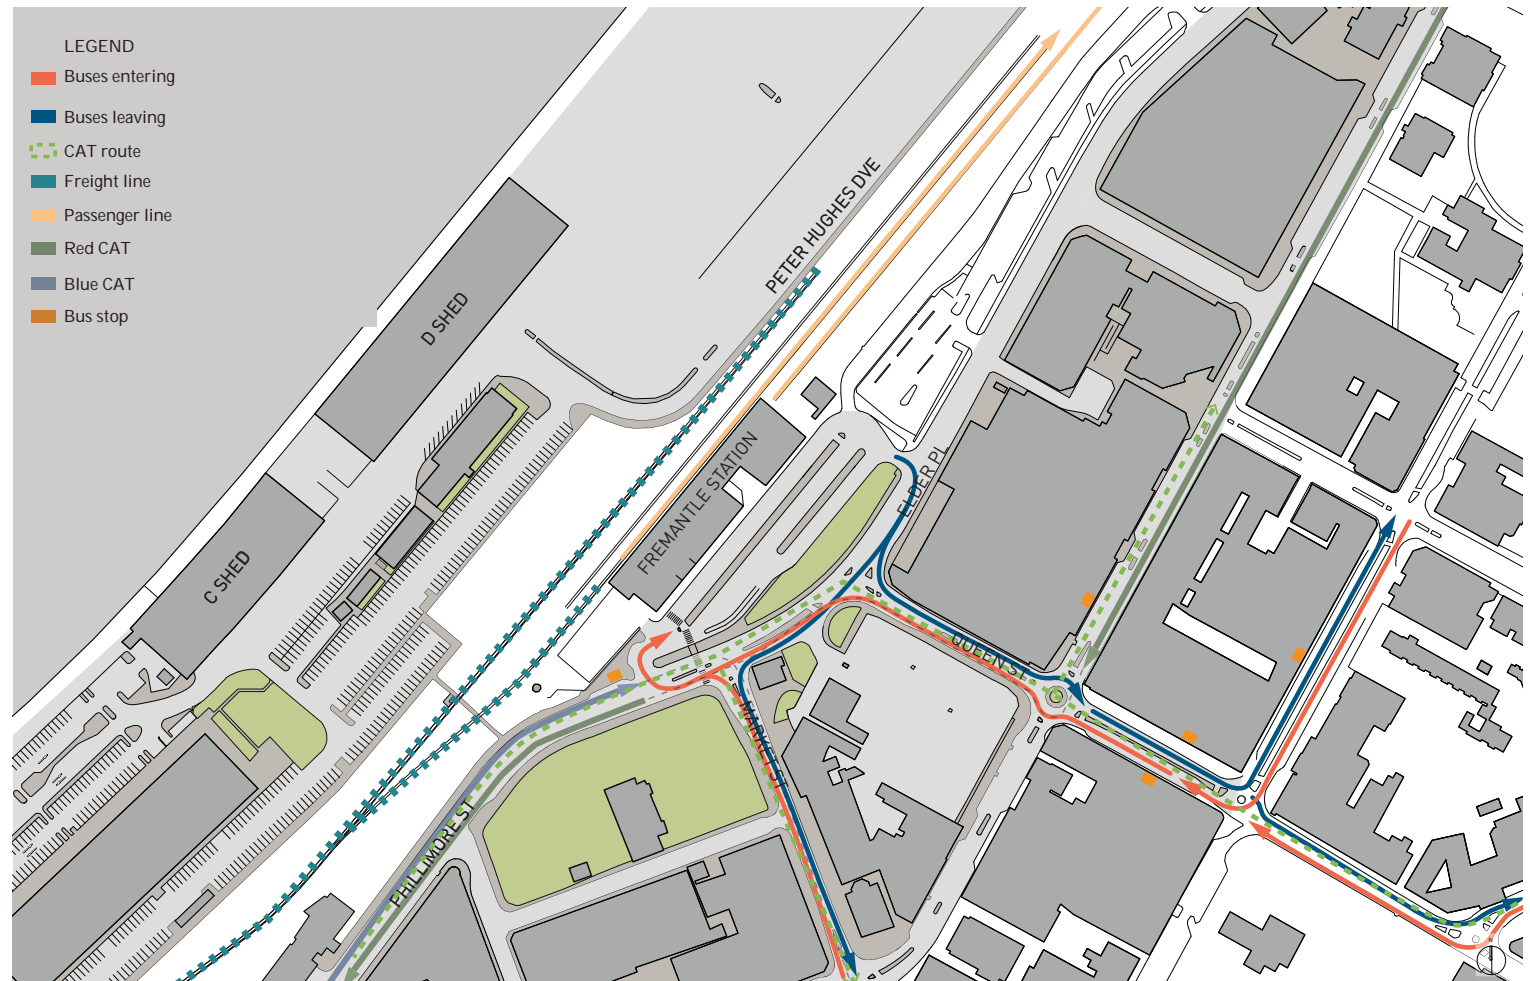 LEGEND
Buses entering
Buses leaving
CAT route
Freight line
Passenger line
Red CAT
Blue CAT
Bus stop
PETER HUGHES DVE
D SHED
FREMANTLE STATION
ELDER PL
C SHED
QUEEN ST
MARKET ST
PHILLIMORE ST
N